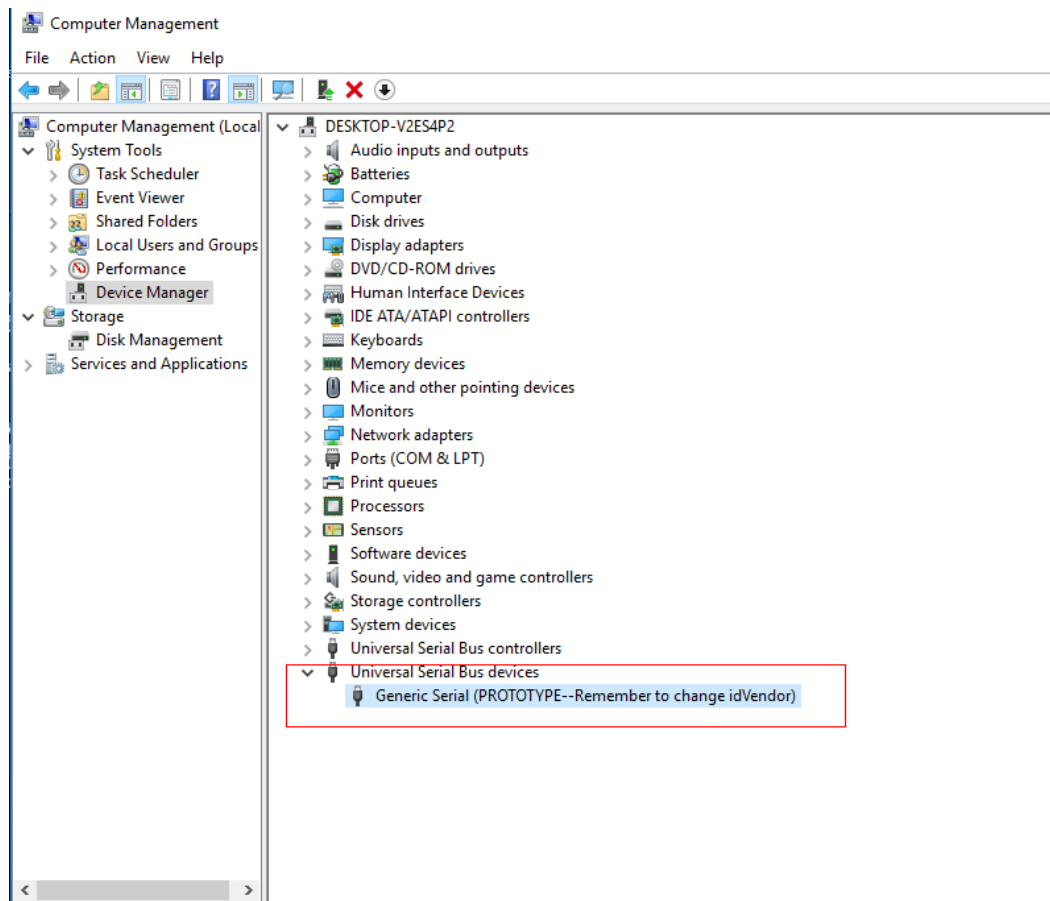 Computer Management
File Action View Help
Computer Management (Local
System Tools
Task Scheduler
Event Viewer
Shared Folders
Local Users and Groups
Performance
Device Manager
Storage
Disk Management
Services and Applications
DESKTOP-V2ES4P2
Audio inputs and outputs
Batteries
Computer
Disk drives
Display adapters
DVD/CD-ROM drives
Human Interface Devices
IDE ATA/ATAPI controllers
Keyboards
Memory devices
Mice and other pointing devices
Monitors
Network adapters
Ports (COM & LPT)
Print queues
Processors
Sensors
Software devices
Sound, video and game controllers
Storage controllers
System devices
Universal Serial Bus controllers
Universal Serial Bus devices
Generic Serial (PROTOTYPE--Remember to change idVendor)